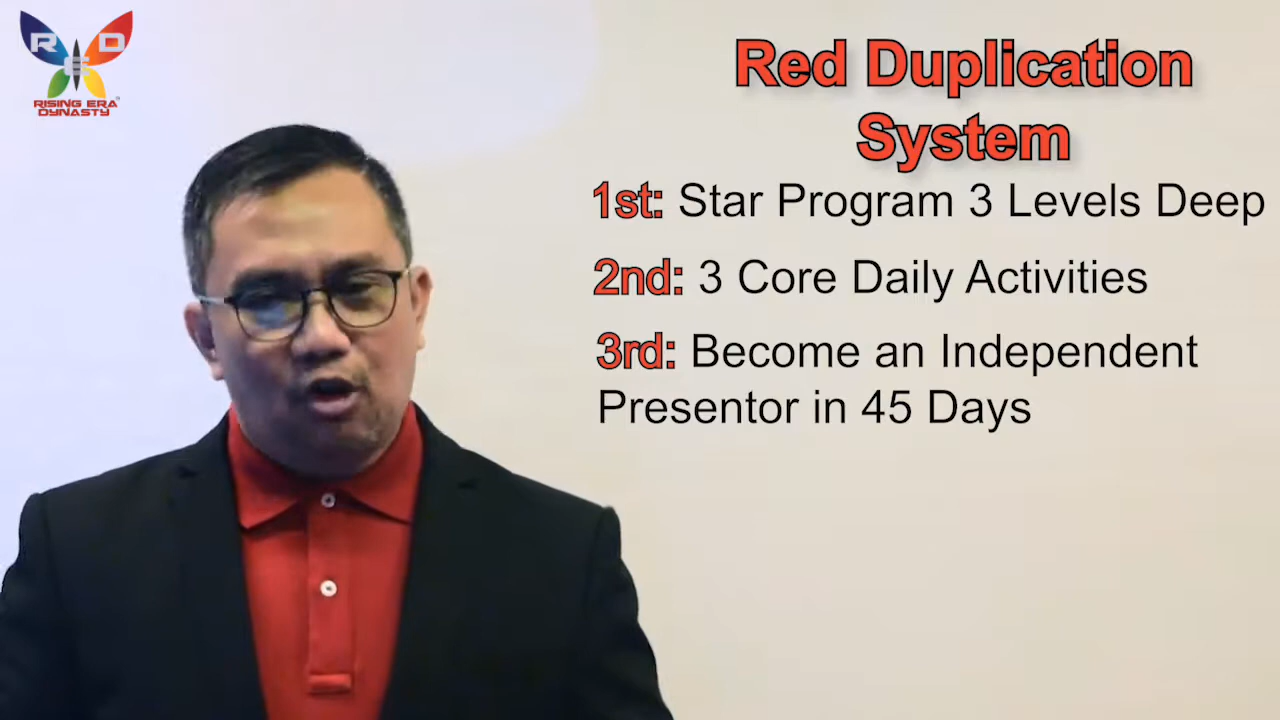 R D
RISING ERA
DYNASTY
Red Duplication
System
1st: Star Program 3 Levels Deep
2nd: 3 Core Daily Activities
3rd: Become an Independent
Presentor in 45 Days